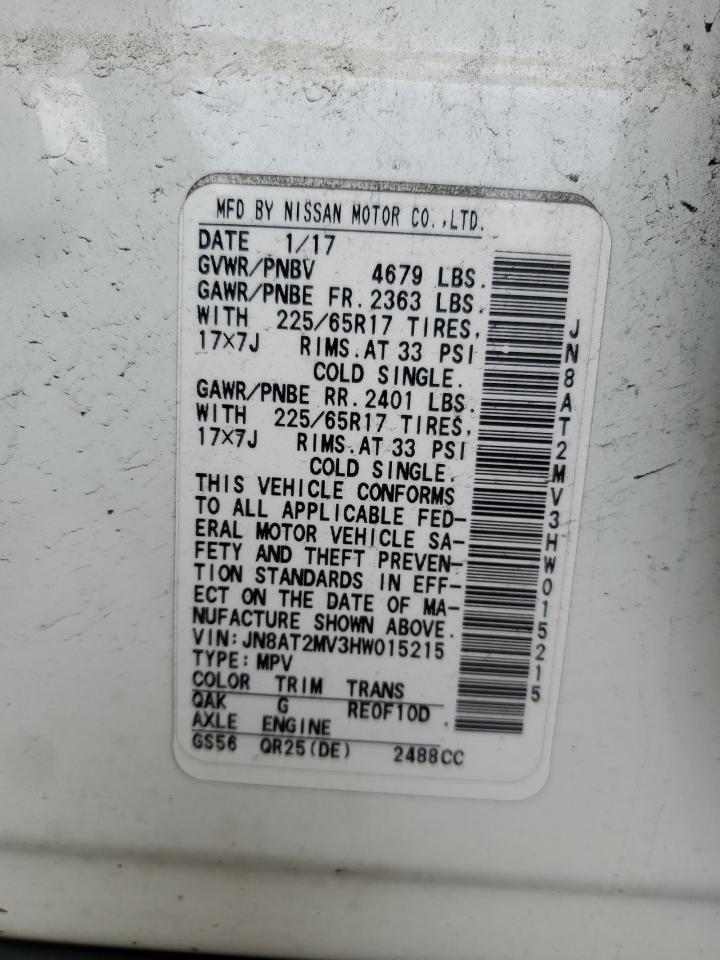 MFD BY NISSAN MOTOR CO.,LTD.
DATE 1/17
GVWR/PNBV 4679 LBS.
GAWR/PNBE FR.2363 LBS.
WITH 225/65R17 TIRES,
17×7J RIMS.AT 33 PSI
COLD SINGLE.
GAWR/PNBE RR.2401 LBS.
WITH 225/65R17 TIRES,
17×7J RIMS.AT 33 PSI
COLD SINGLE.
THIS VEHICLE CONFORMS
TO ALL APPLICABLE FED-
ERAL MOTOR VEHICLE SA-
FETY AND THEFT PREVEN-
TION STANDARDS IN EFF-
ECT ON THE DATE OF MA-
NUFACTURE SHOWN ABOVE.
VIN:JN8AT2MV3HW015215
TYPE:MPV
COLOR TRIM TRANS
QAK G RE0F10D
AXLE ENGINE
GS56 QR25(DE) 2488CC
JN8AT2MV3HW015215